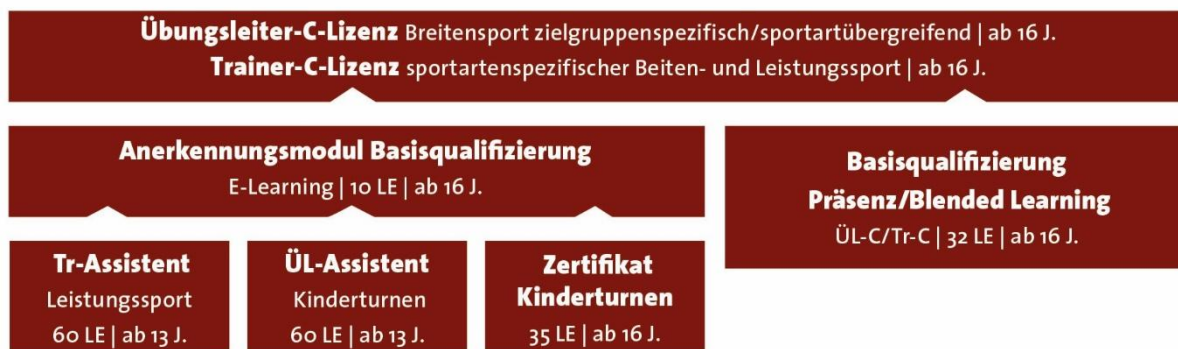 Übungsleiter-C-Lizenz Breitensport zielgruppenspezifisch/sportartübergreifend | ab 16 J.
Trainer-C-Lizenz sportartenspezifischer Beiten- und Leistungssport | ab 16 J.
Anerkennungsmodul Basisqualifizierung
E-Learning | 10 LE | ab 16 J.
Basisqualifizierung
Präsenz/Blended Learning
ÜL-C/Tr-C | 32 LE | ab 16 J.
Tr-Assistent
Leistungssport
60 LE | ab 13 J.
ÜL-Assistent
Kinderturnen
60 LE | ab 13 J.
Zertifikat
Kinderturnen
35 LE | ab 16 J.